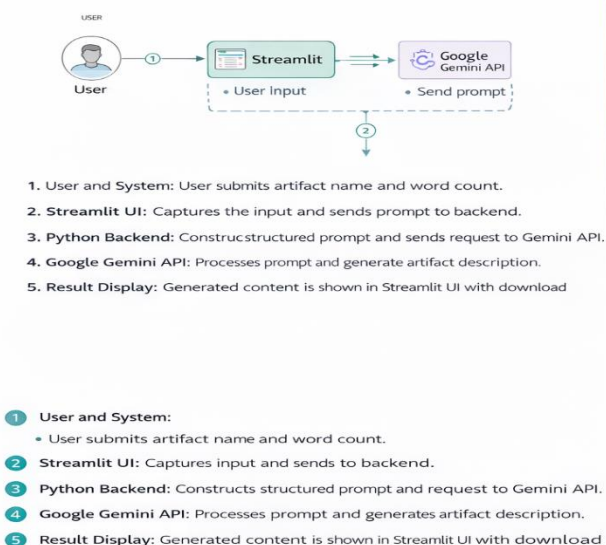 USER
1
Streamlit
Google
Gemini API
User
• User Input
• Send prompt
2
1. User and System: User submits artifact name and word count.
2. Streamlit UI: Captures the input and sends prompt to backend.
3. Python Backend: Construcstructured prompt and sends request to Gemini API.
4. Google Gemini API: Processes prompt and generate artifact description.
5. Result Display: Generated content is shown in Streamlit UI with download
1 User and System:
• User submits artifact name and word count.
2 Streamlit UI: Captures input and sends to backend.
3 Python Backend: Constructs structured prompt and request to Gemini API.
4 Google Gemini API: Processes prompt and generates artifact description.
5 Result Display: Generated content is shown in Streamlit UI with download